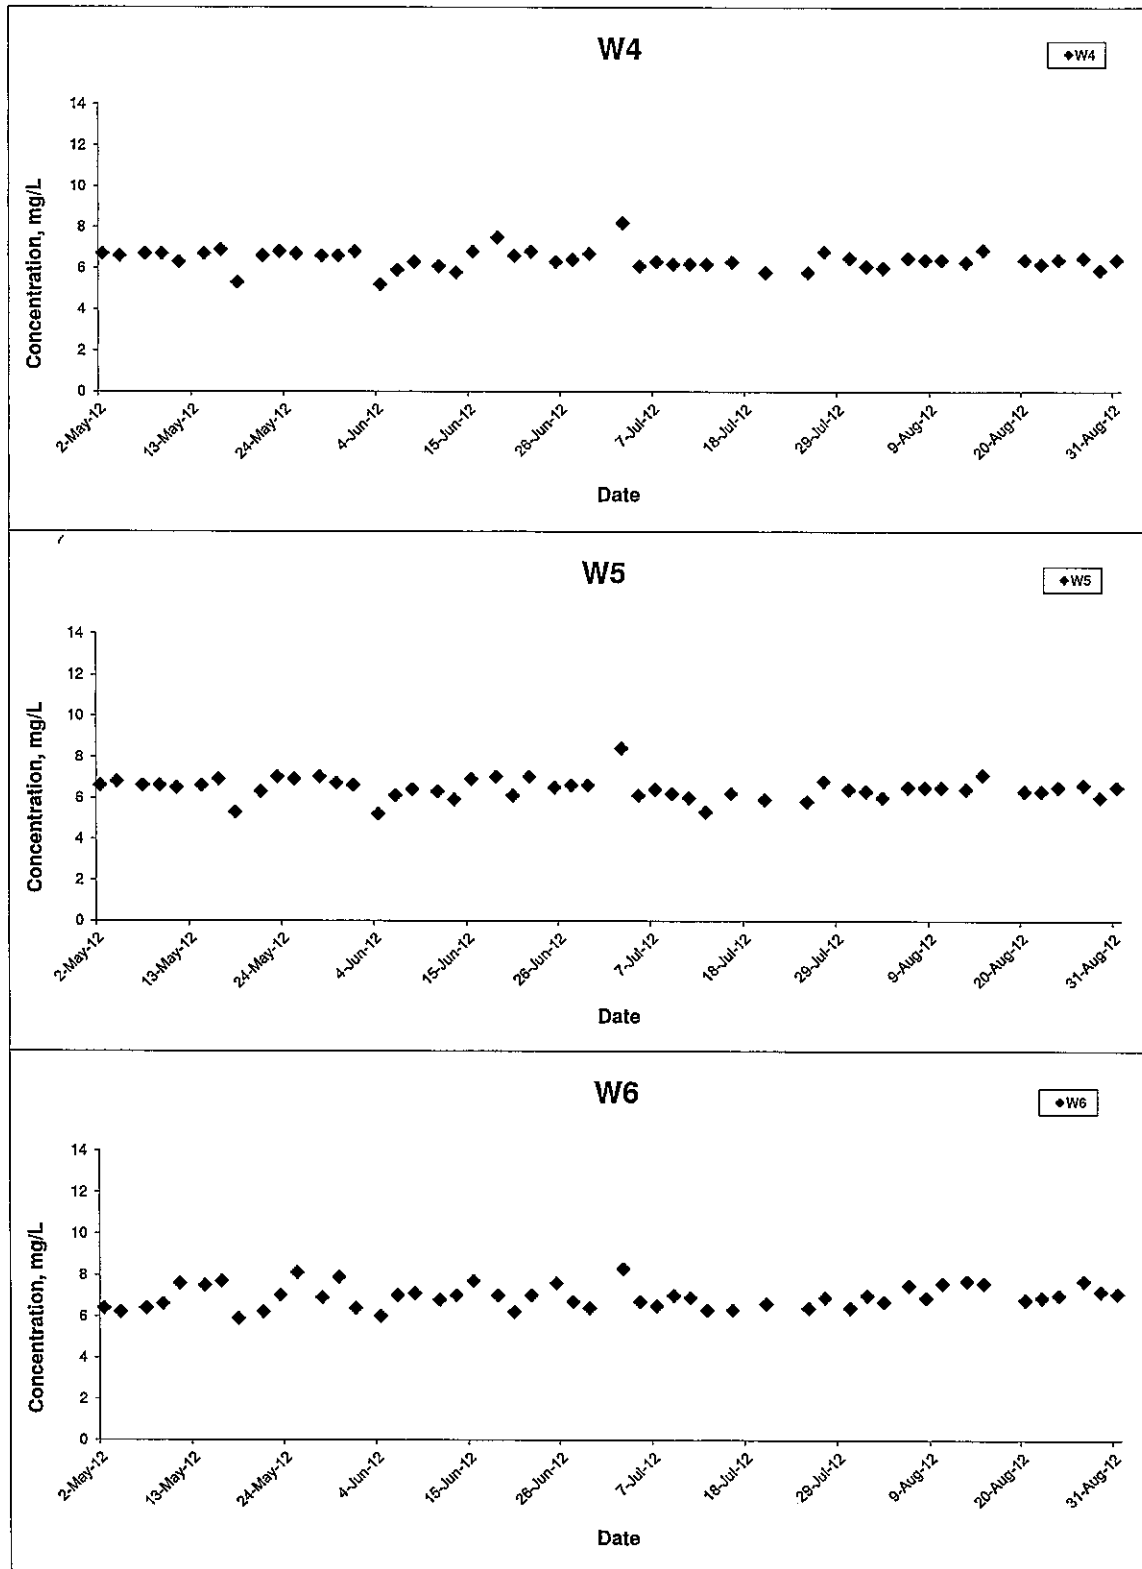 W4
◆W4
14
12
10
8
6
4
2
0
Concentration, mg/L
2-May-12
13-May-12
24-May-12
4-Jun-12
15-Jun-12
26-Jun-12
7-Jul-12
18-Jul-12
29-Jul-12
9-Aug-12
20-Aug-12
31-Aug-12
Date
W5
◆W5
14
12
10
8
6
4
2
0
Concentration, mg/L
2-May-12
13-May-12
24-May-12
4-Jun-12
15-Jun-12
26-Jun-12
7-Jul-12
18-Jul-12
29-Jul-12
9-Aug-12
20-Aug-12
31-Aug-12
Date
W6
◆W6
14
12
10
8
6
4
2
0
Concentration, mg/L
2-May-12
13-May-12
24-May-12
4-Jun-12
15-Jun-12
26-Jun-12
7-Jul-12
18-Jul-12
29-Jul-12
9-Aug-12
20-Aug-12
31-Aug-12
Date